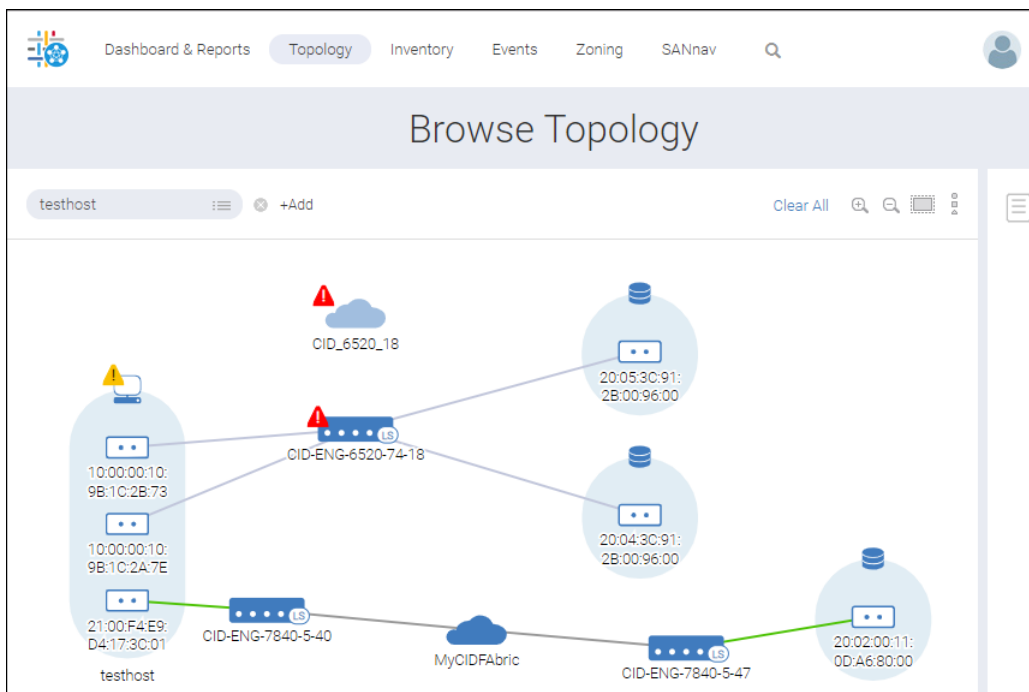 Dashboard & Reports
Topology
Inventory
Events
Zoning
SANnav
Browse Topology
testhost
+Add
Clear All
CID_6520_18
20:05:3C:91:
2B:00:96:00
CID-ENG-6520-74-18
LS
10:00:00:10:
9B:1C:2B:73
20:04:3C:91:
2B:00:96:00
10:00:00:10:
9B:1C:2A:7E
21:00:F4:E9:
D4:17:3C:01
testhost
LS
CID-ENG-7840-5-40
MyCIDFAbric
LS
CID-ENG-7840-5-47
20:02:00:11:
0D:A6:80:00